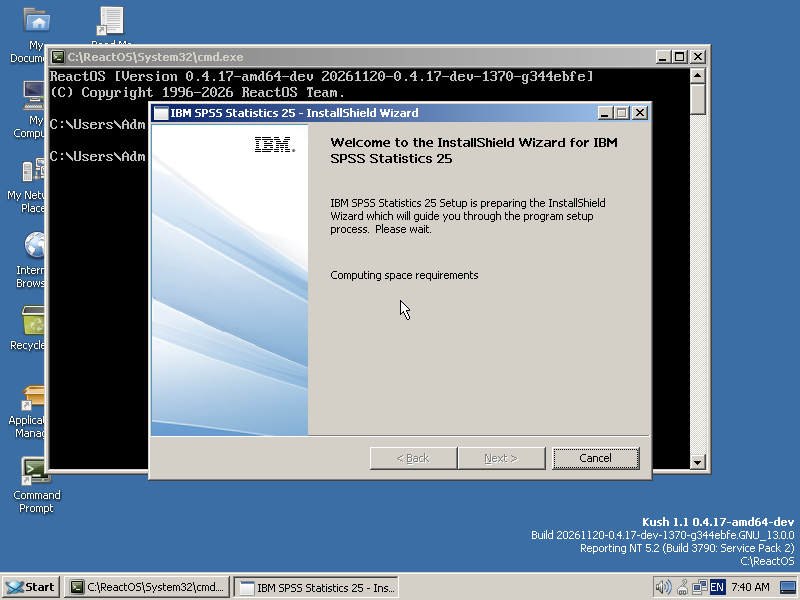 My
Docum
Read Me
My
Compu
My Net
Place
Intern
Brows
Recycle
Applicat
Manag
Command
Prompt
C:\ReactOS\System32\cmd.exe
ReactOS [Version 0.4.17-amd64-dev 20261120-0.4.17-dev-1370-g344ebfe]
(C) Copyright 1996-2026 ReactOS Team.
C:\Users\Adm
C:\Users\Adm
IBM SPSS Statistics 25 - InstallShield Wizard
IBM.
Welcome to the InstallShield Wizard for IBM
SPSS Statistics 25
IBM SPSS Statistics 25 Setup is preparing the InstallShield
Wizard which will guide you through the program setup
process. Please wait.
Computing space requirements
< Back
Next >
Cancel
Kush 1.1 0.4.17-amd64-dev
Build 20261120-0.4.17-dev-1370-g344ebfe.GNU_13.0.0
Reporting NT 5.2 (Build 3790: Service Pack 2)
C:\ReactOS
Start
C:\ReactOS\System32\cmd....
IBM SPSS Statistics 25 - Ins...
EN
7:40 AM